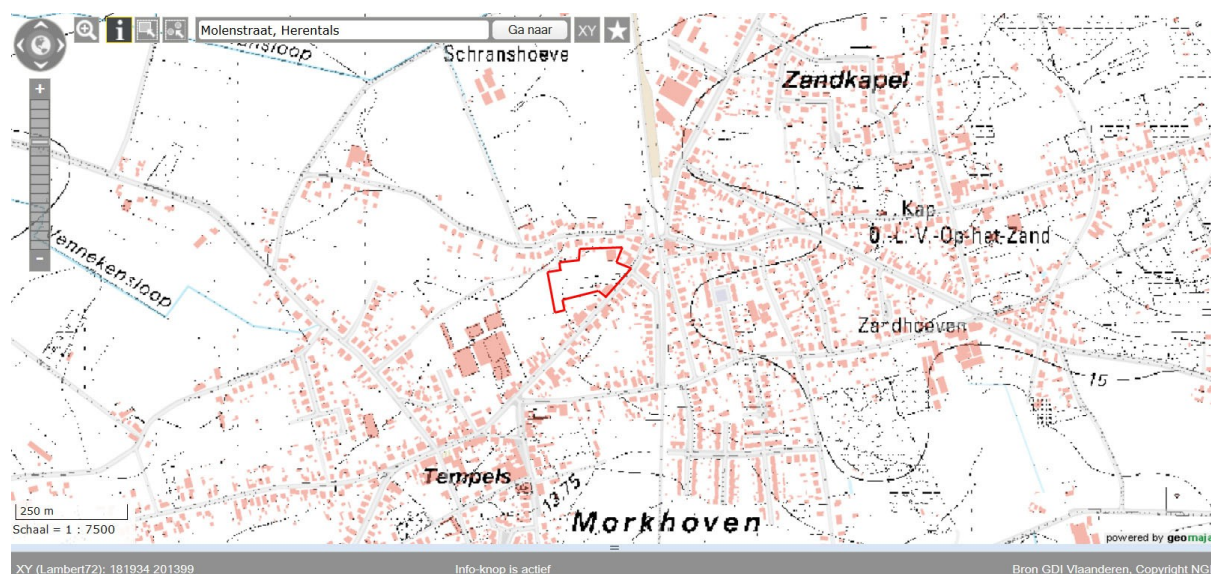 Molenstraat, Herentals
Ga naar
XY
Schranshoeve
Zandkapel
Kap
O.-L.-V.-Op-het-Zand
Vennekensloop
Zandhoeven
15
Tempels
13.75
Morkhoven
250 m
Schaal = 1 : 7500
powered by geomaja
XY (Lambert72): 181934 201399
Info-knop is actief
Bron GDI Vlaanderen, Copyright NGI